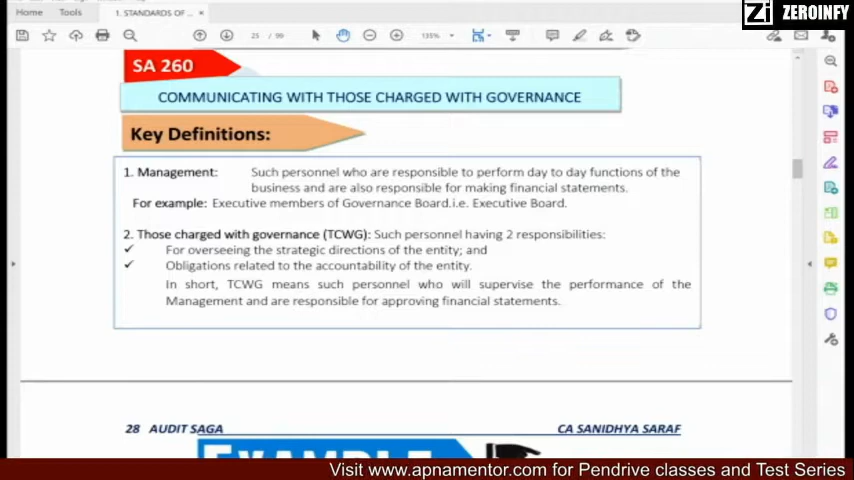 Zi ZEROINFY
Home Tools 1. STANDARDS OF ... ×
25 / 99 135%
SA 260
COMMUNICATING WITH THOSE CHARGED WITH GOVERNANCE
Key Definitions:
1. Management: Such personnel who are responsible to perform day to day functions of the
business and are also responsible for making financial statements.
For example: Executive members of Governance Board.i.e. Executive Board.
2. Those charged with governance (TCWG): Such personnel having 2 responsibilities:
For overseeing the strategic directions of the entity; and
Obligations related to the accountability of the entity.
In short, TCWG means such personnel who will supervise the performance of the
Management and are responsible for approving financial statements.
28 AUDIT SAGA CA SANIDHYA SARAF
EXAMPLE
Visit www.apnamentor.com for Pendrive classes and Test Series